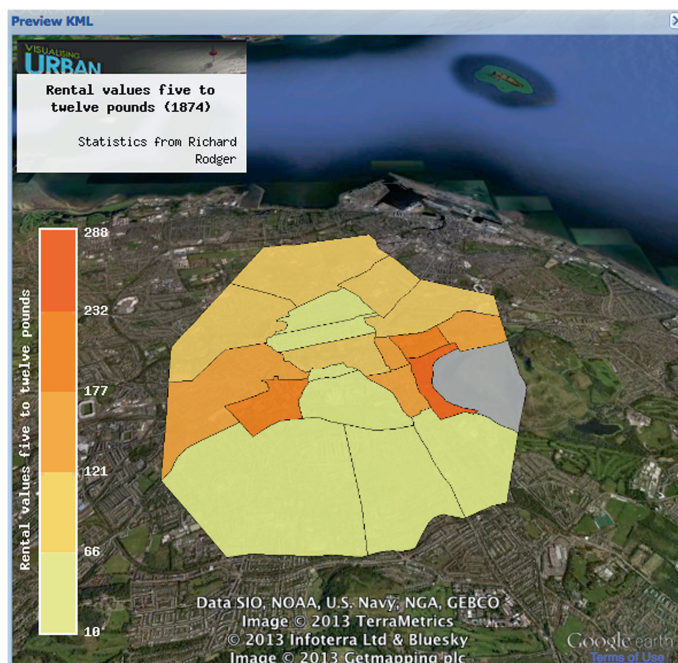 Preview KML
VISUALISING
URBAN
Rental values five to
twelve pounds (1874)
Statistics from Richard
Rodger
288
232
177
121
66
10
Rental values five to twelve pounds
Data SIO, NOAA, U.S. Navy, NGA, GEBCO
Image © 2013 TerraMetrics
© 2013 Infoterra Ltd & Bluesky
Image © 2013 Getmapping plc
Google earth
Terms of Use